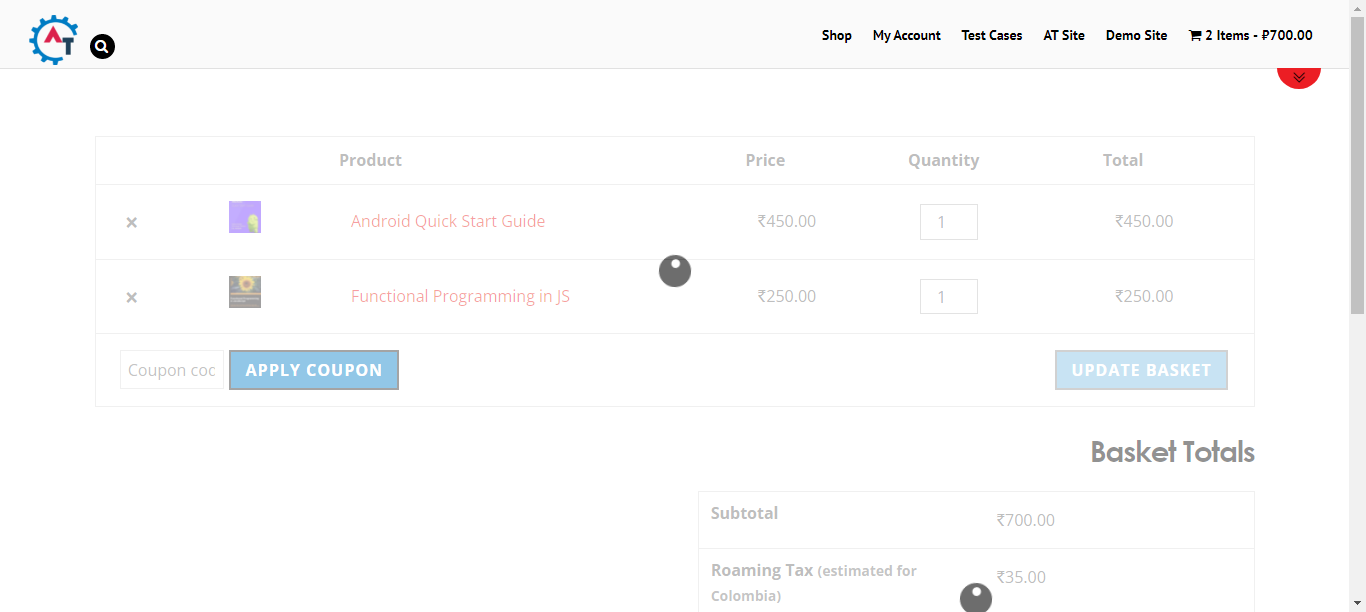 AT
Shop My Account Test Cases AT Site Demo Site 2 Items - ₽700.00
Product Price Quantity Total
× Android Quick Start Guide ₹450.00 1 ₹450.00
× Functional Programming in JS ₹250.00 1 ₹250.00
Coupon coc APPLY COUPON UPDATE BASKET
Basket Totals
Subtotal ₹700.00
Roaming Tax (estimated for Colombia) ₹35.00